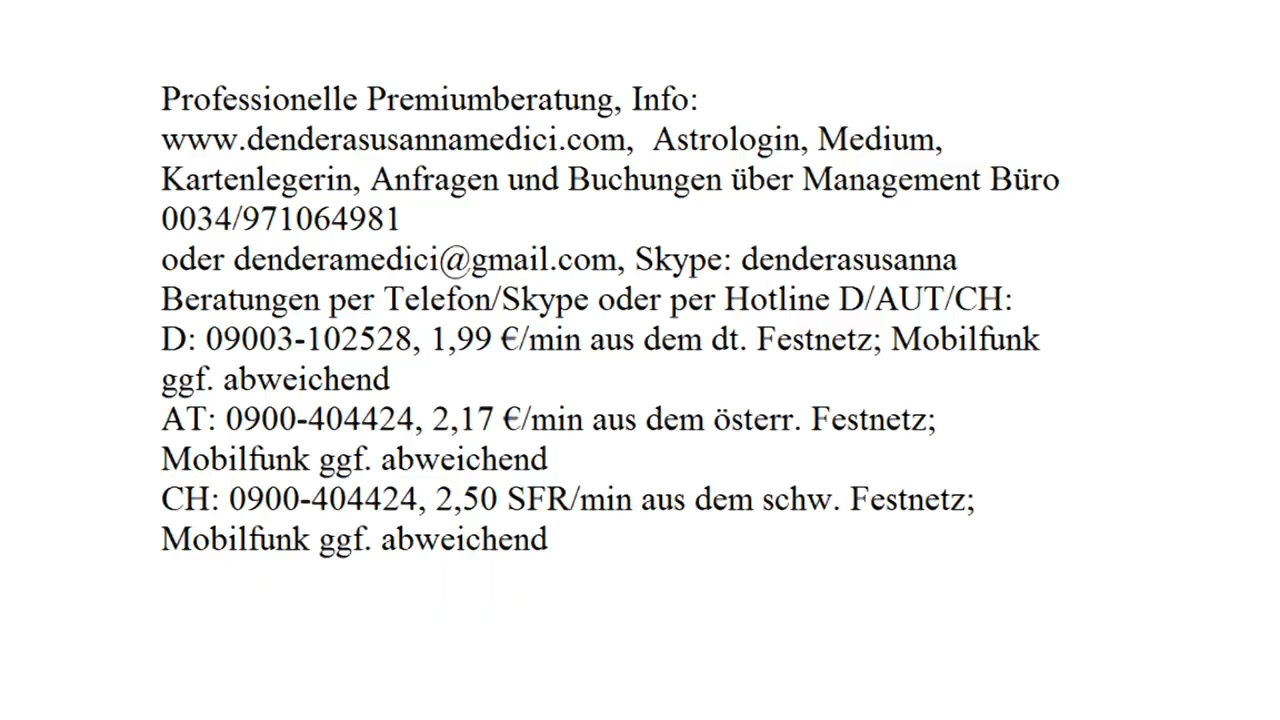 Professionelle Premiumberatung, Info:
www.denderasusannamedici.com,  Astrologin, Medium,
Kartenlegerin, Anfragen und Buchungen über Management Büro
0034/971064981
oder denderamedici@gmail.com, Skype: denderasusanna
Beratungen per Telefon/Skype oder per Hotline D/AUT/CH:
D: 09003-102528, 1,99 €/min aus dem dt. Festnetz; Mobilfunk
ggf. abweichend
AT: 0900-404424, 2,17 €/min aus dem österr. Festnetz;
Mobilfunk ggf. abweichend
CH: 0900-404424, 2,50 SFR/min aus dem schw. Festnetz;
Mobilfunk ggf. abweichend